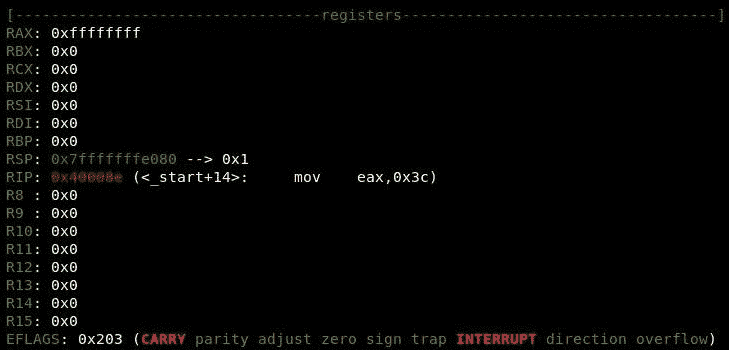 [----------------------------------registers-----------------------------------]
RAX: 0xffffffff
RBX: 0x0
RCX: 0x0
RDX: 0x0
RSI: 0x0
RDI: 0x0
RBP: 0x0
RSP: 0x7fffffffe080 --> 0x1
RIP: 0x40008e (<_start+14>:     mov    eax,0x3c)
R8 : 0x0
R9 : 0x0
R10: 0x0
R11: 0x0
R12: 0x0
R13: 0x0
R14: 0x0
R15: 0x0
EFLAGS: 0x203 (CARRY parity adjust zero sign trap INTERRUPT direction overflow)